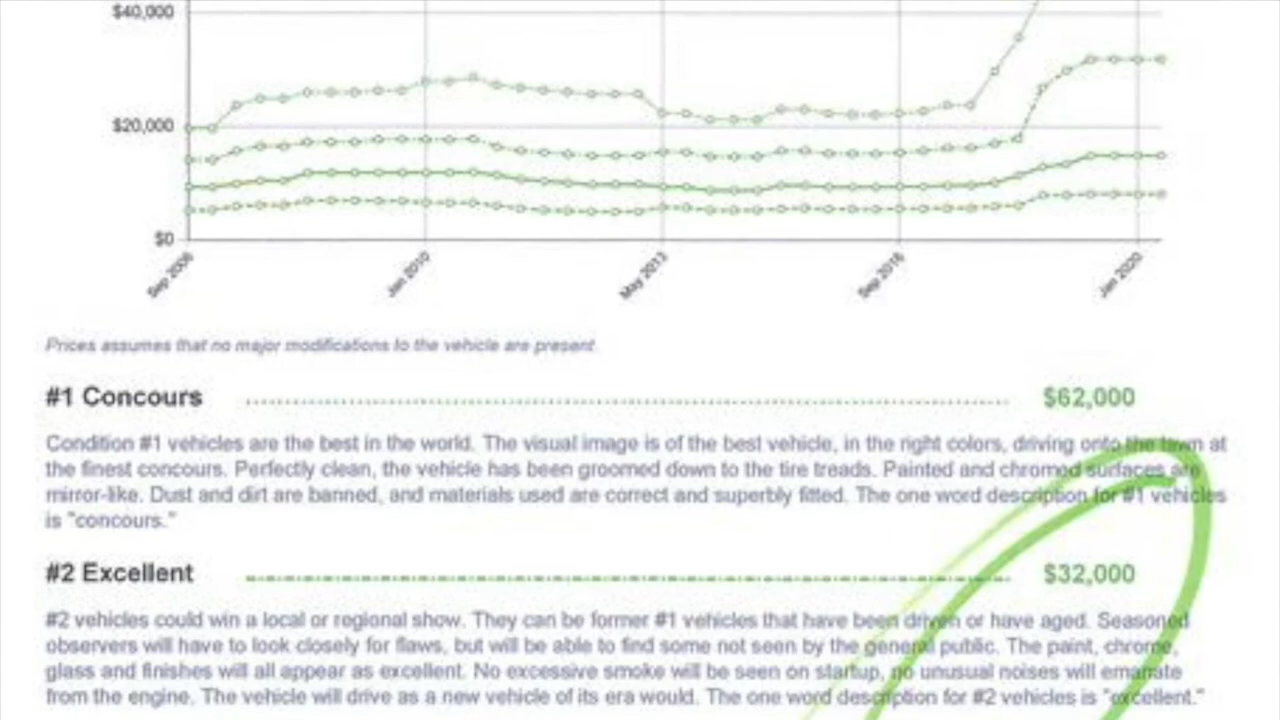 $40,000
$20,000
$0
Sep 2006
Jan 2010
May 2013
Sep 2016
Jan 2020
Prices assumes that no major modifications to the vehicle are present.
#1 Concours $62,000
Condition #1 vehicles are the best in the world. The visual image is of the best vehicle, in the right colors, driving onto the lawn at
the finest concours. Perfectly clean, the vehicle has been groomed down to the tire treads. Painted and chromed surfaces are
mirror-like. Dust and dirt are banned, and materials used are correct and superbly fitted. The one word description for #1 vehicles
is "concours."
#2 Excellent $32,000
#2 vehicles could win a local or regional show. They can be former #1 vehicles that have been driven or have aged. Seasoned
observers will have to look closely for flaws, but will be able to find some not seen by the general public. The paint, chrome,
glass and finishes will all appear as excellent. No excessive smoke will be seen on startup, no unusual noises will emanate
from the engine. The vehicle will drive as a new vehicle of its era would. The one word description for #2 vehicles is "excellent."